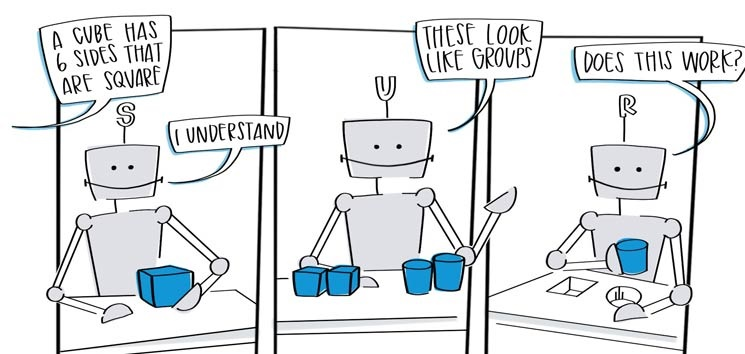 A CUBE HAS
6 SIDES THAT
ARE SQUARE
S
I UNDERSTAND
U
THESE LOOK
LIKE GROUPS
R
DOES THIS WORK?